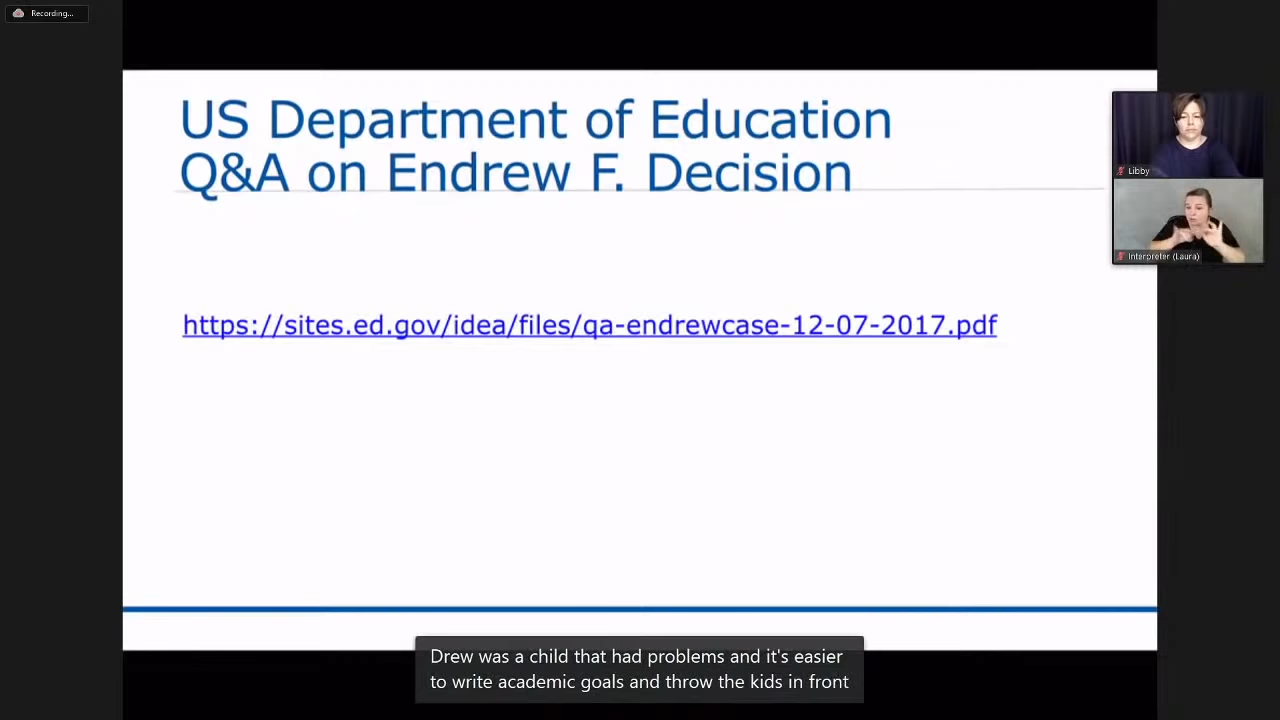 Recording...
US Department of Education
Q&A on Endrew F. Decision
https://sites.ed.gov/idea/files/qa-endrewcase-12-07-2017.pdf
Libby
Interpreter (Laura)
Drew was a child that had problems and it's easier
to write academic goals and throw the kids in front